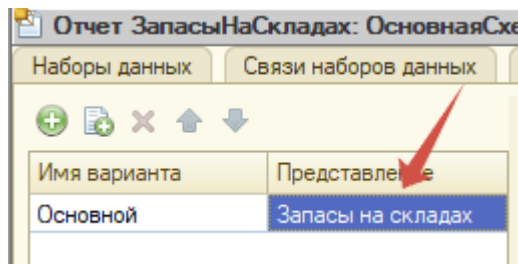 Отчет ЗапасыНаСкладах: ОсновнаяСхе
Наборы данных Связи наборов данных
Имя варианта Представление
Основной Запасы на складах